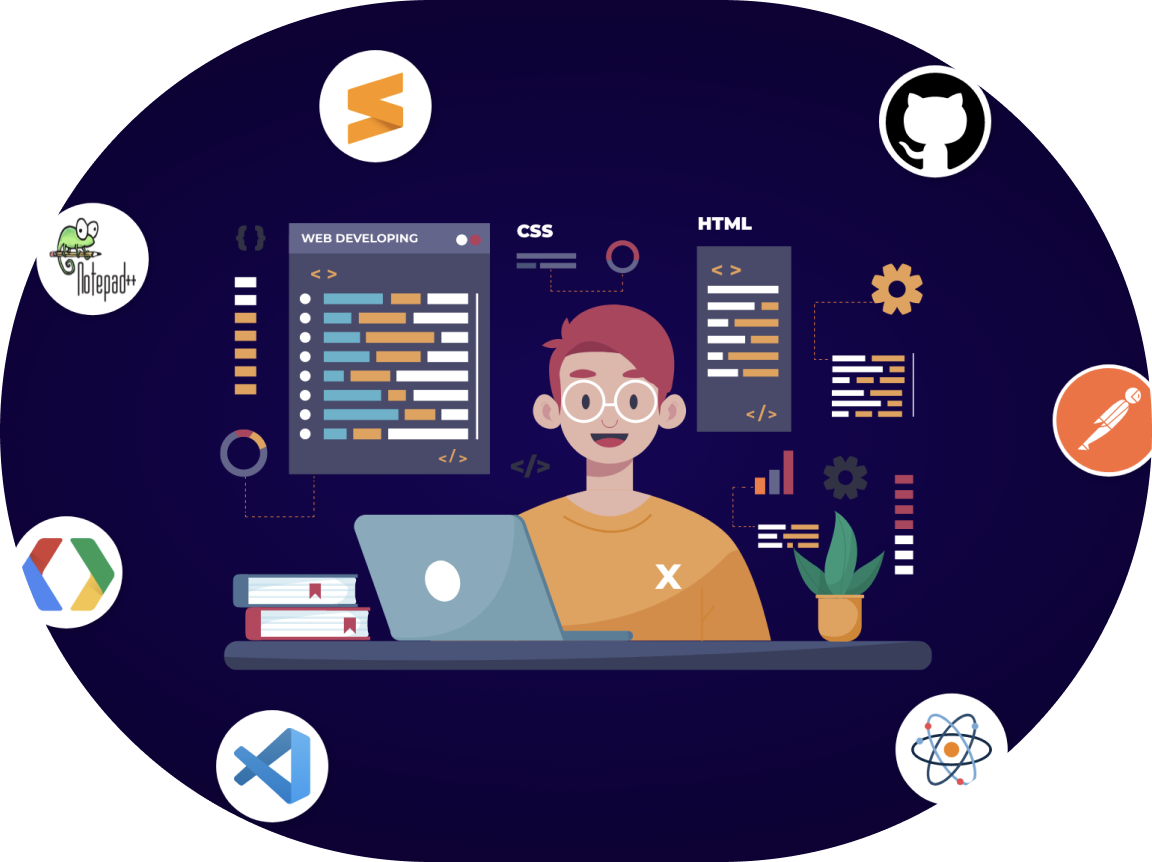 Notepad++
{ }
WEB DEVELOPING
< >
</>
CSS
HTML
< >
</>
</>
X